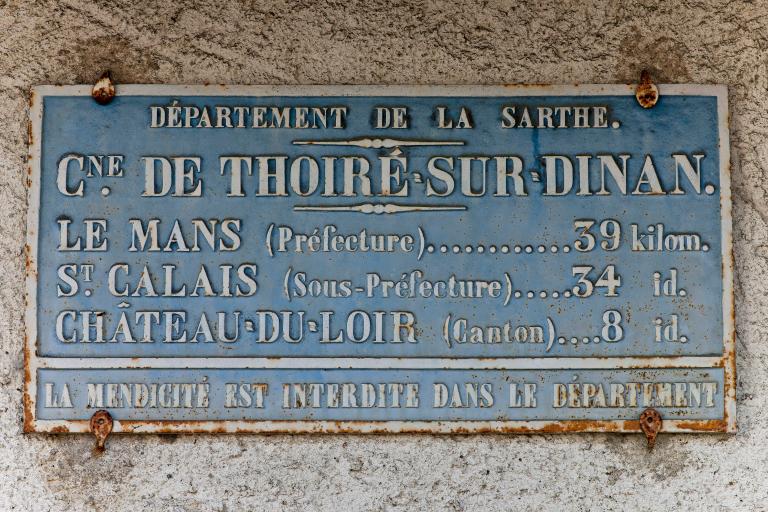 DÉPARTEMENT DE LA SARTHE.
CNE. DE THOIRÉ=SUR=DINAN.
LE MANS (Préfecture)............39 kilom.
ST CALAIS (Sous-Préfecture).....34 id.
CHÂTEAU=DU=LOIR (Canton)....8 id.
LA MENDICITÉ EST INTERDITE DANS LE DÉPARTEMENT